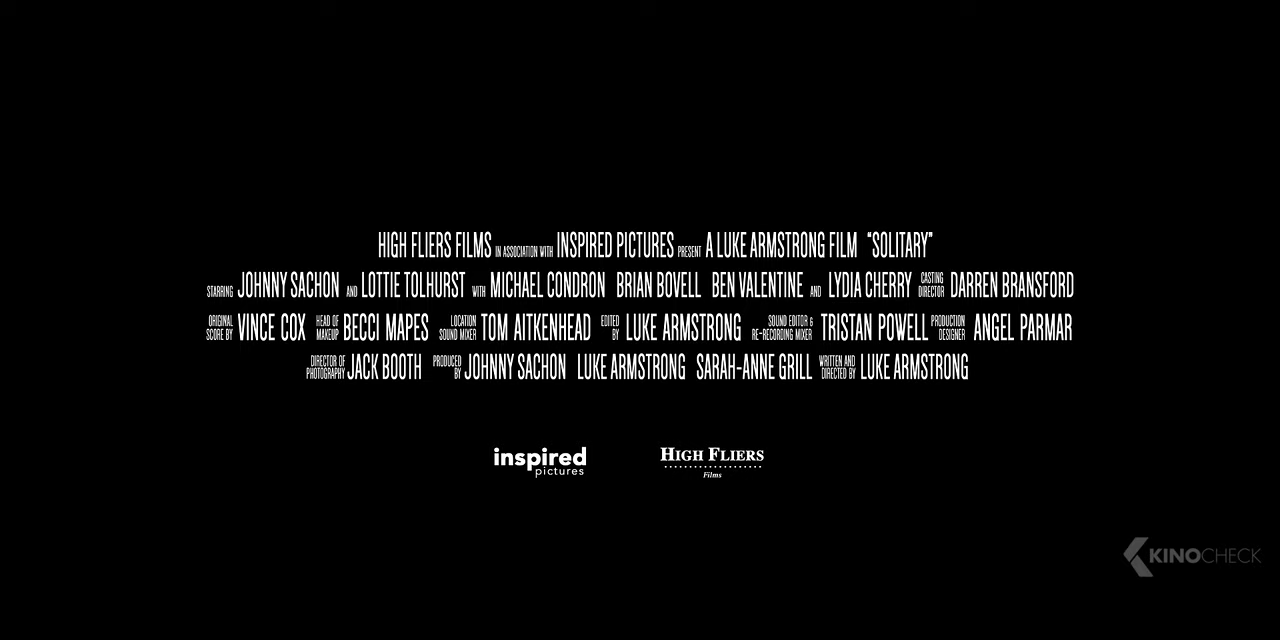 HIGH FLIERS FILMS IN ASSOCIATION WITH INSPIRED PICTURES PRESENT A LUKE ARMSTRONG FILM “SOLITARY”
STARRING JOHNNY SACHON AND LOTTIE TOLHURST WITH MICHAEL CONDRON BRIAN BOVELL BEN VALENTINE AND LYDIA CHERRY CASTING DIRECTOR DARREN BRANSFORD
ORIGINAL SCORE BY VINCE COX HEAD OF MAKEUP BECCI MAPES LOCATION SOUND MIXER TOM AITKENHEAD EDITED BY LUKE ARMSTRONG SOUND EDITOR & RE-RECORDING MIXER TRISTAN POWELL PRODUCTION DESIGNER ANGEL PARMAR
DIRECTOR OF PHOTOGRAPHY JACK BOOTH PRODUCED BY JOHNNY SACHON LUKE ARMSTRONG SARAH-ANNE GRILL WRITTEN AND DIRECTED BY LUKE ARMSTRONG
inspired
pictures
HIGH FLIERS
Films
KINOCHECK